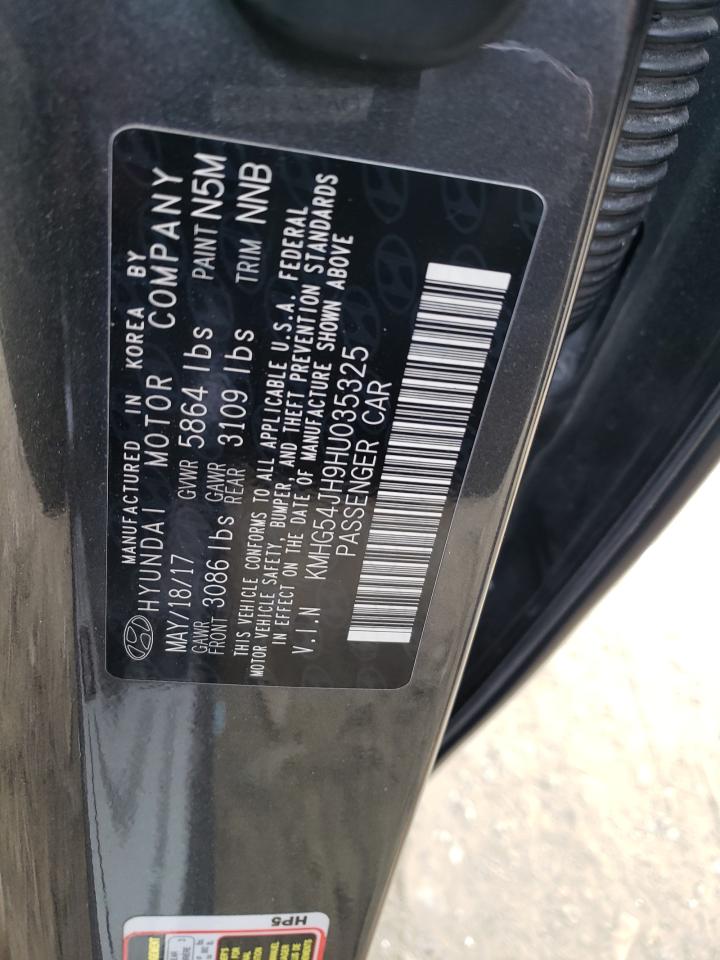 MANUFACTURED IN KOREA BY
HYUNDAI MOTOR COMPANY
MAY/18/17 GVWR 5864 lbs PAINT N5M
GAWR FRONT 3086 lbs GAWR REAR 3109 lbs TRIM NNB
THIS VEHICLE CONFORMS TO ALL APPLICABLE U.S.A. FEDERAL
MOTOR VEHICLE SAFETY, BUMPER, AND THEFT PREVENTION STANDARDS
IN EFFECT ON THE DATE OF MANUFACTURE SHOWN ABOVE
V.I.N KMHG54JH9HU035325
PASSENGER CAR
HP5